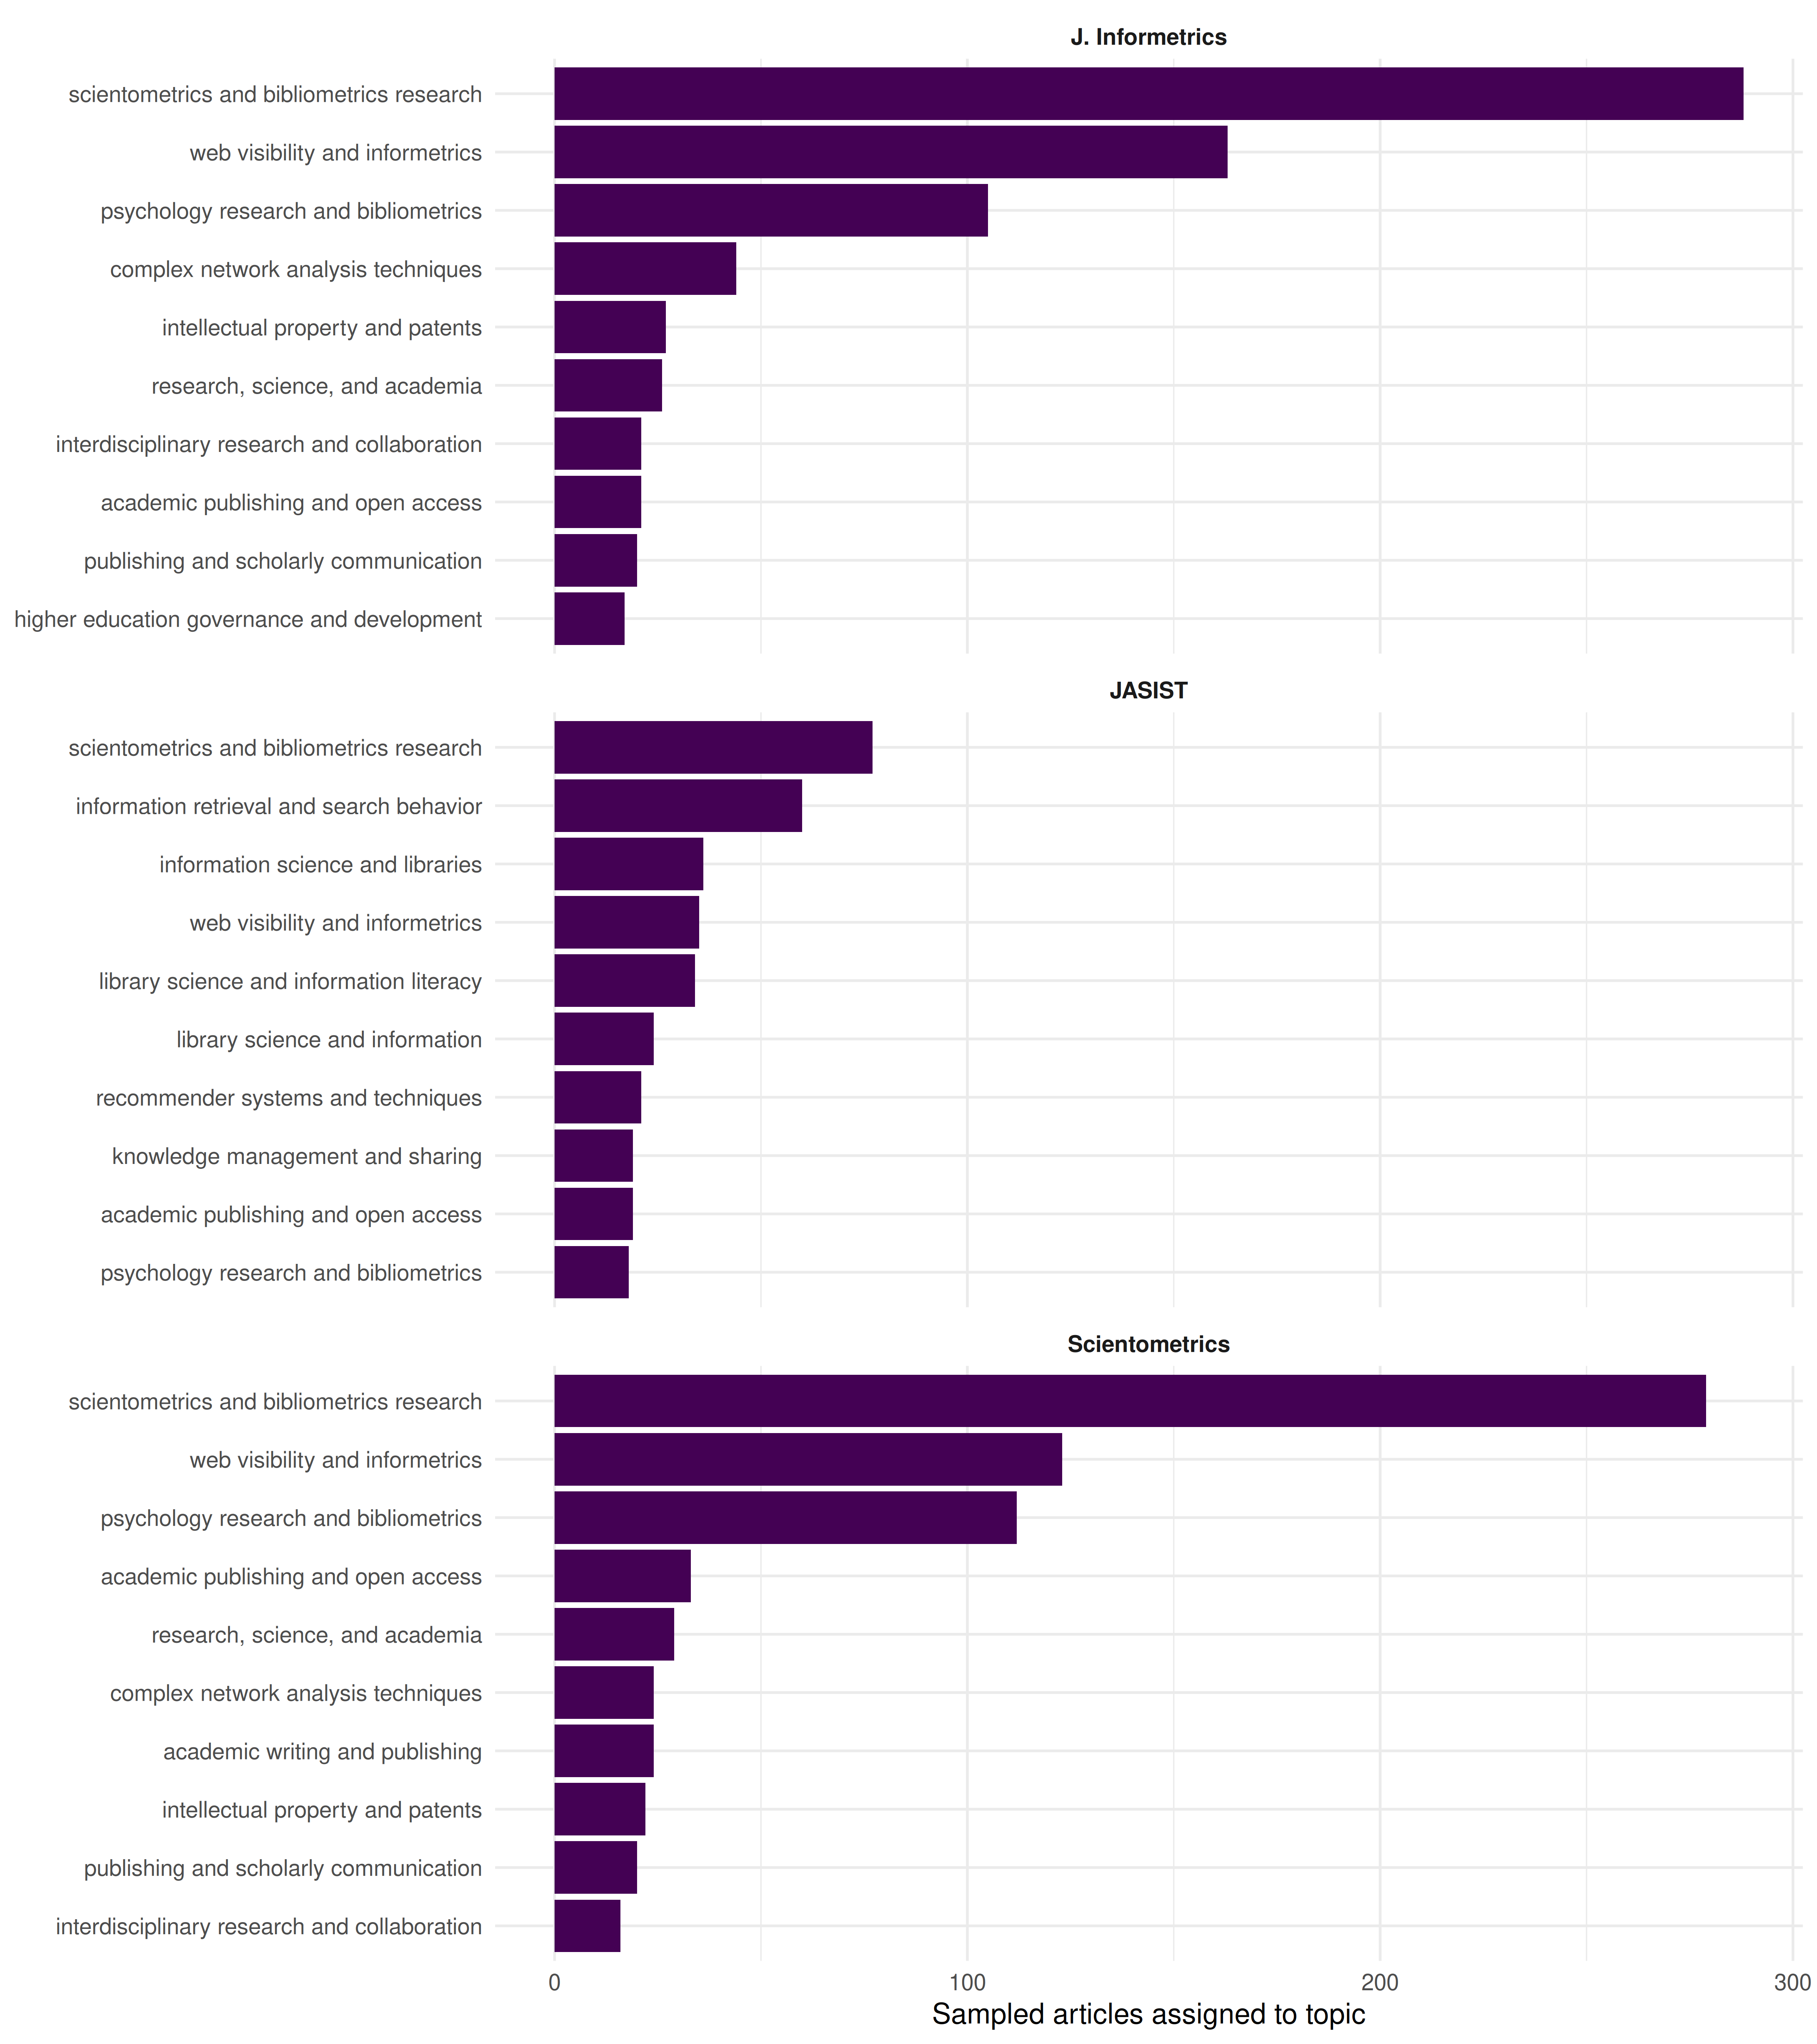 J. Informetrics
scientometrics and bibliometrics research
web visibility and informetrics
psychology research and bibliometrics
complex network analysis techniques
intellectual property and patents
research, science, and academia
interdisciplinary research and collaboration
academic publishing and open access
publishing and scholarly communication
higher education governance and development
JASIST
scientometrics and bibliometrics research
information retrieval and search behavior
information science and libraries
web visibility and informetrics
library science and information literacy
library science and information
recommender systems and techniques
knowledge management and sharing
academic publishing and open access
psychology research and bibliometrics
Scientometrics
scientometrics and bibliometrics research
web visibility and informetrics
psychology research and bibliometrics
academic publishing and open access
research, science, and academia
complex network analysis techniques
academic writing and publishing
intellectual property and patents
publishing and scholarly communication
interdisciplinary research and collaboration
0 100 200 300
Sampled articles assigned to topic